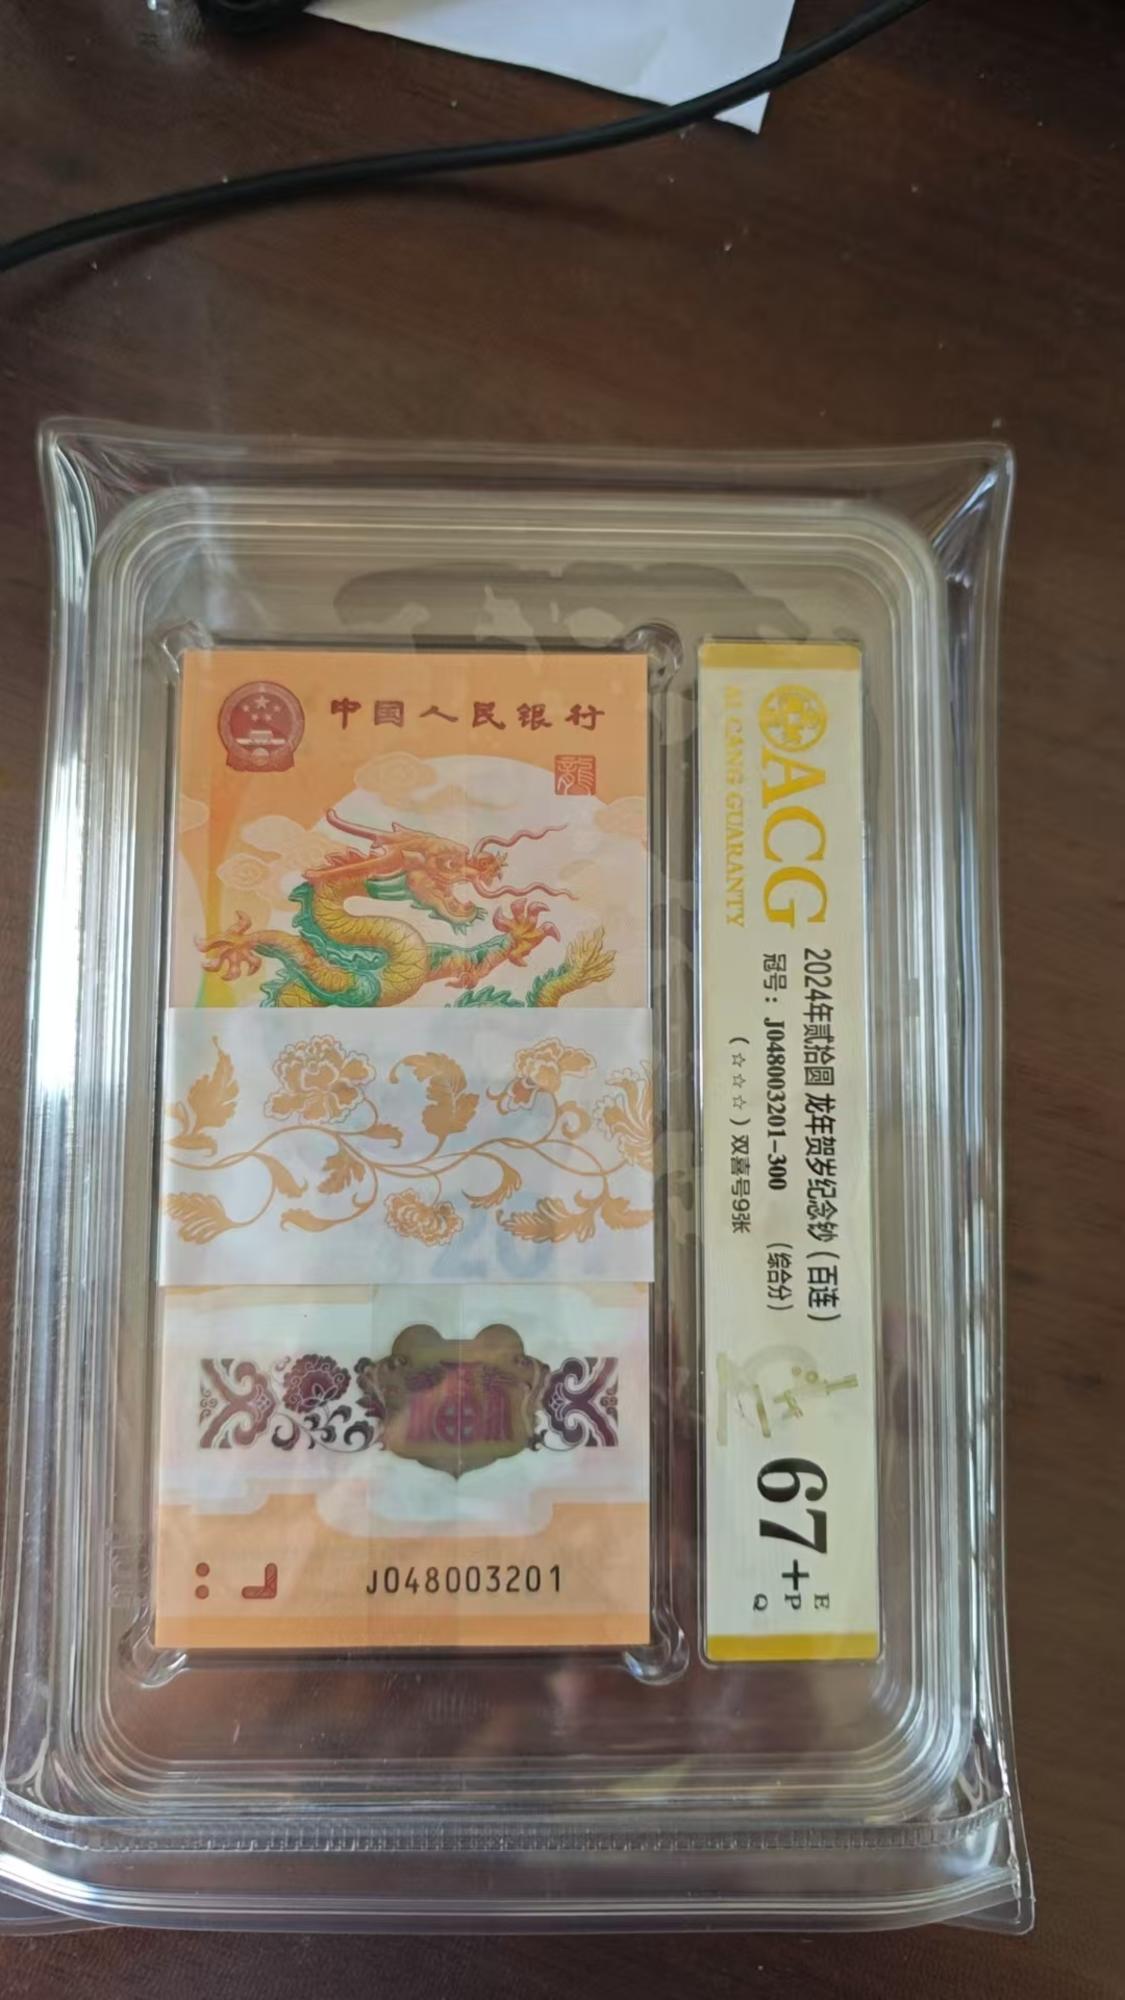 中国人民银行
龍
J048003201
ACG
AI CANG GUARANTY
2024年贰拾圆 龙年贺岁纪念钞（百连）
冠号：J048003201-300 （综合分）
（☆☆☆）双喜号9张
67+
E
P
Q